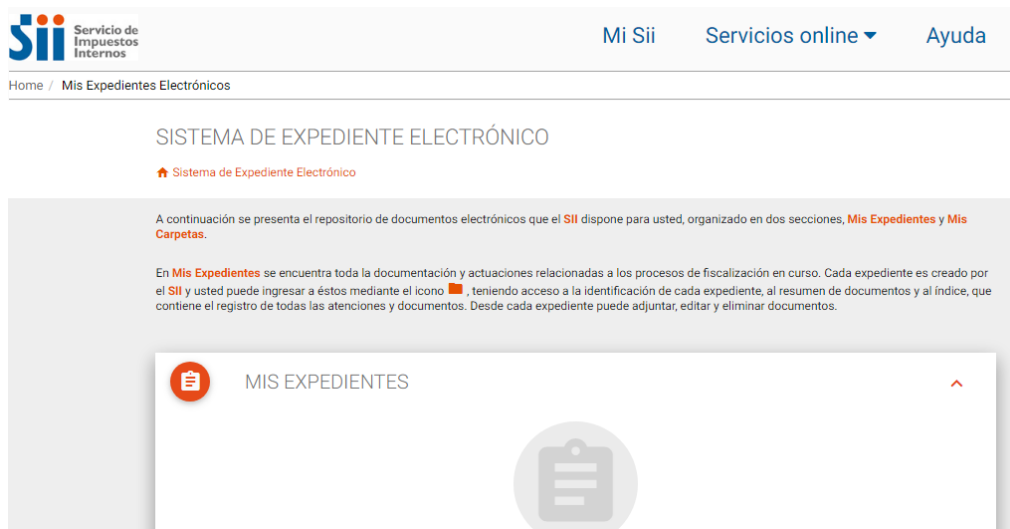 sii Servicio de
Impuestos
Internos
Mi Sii Servicios online Ayuda
Home / Mis Expedientes Electrónicos
SISTEMA DE EXPEDIENTE ELECTRÓNICO
Sistema de Expediente Electrónico
A continuación se presenta el repositorio de documentos electrónicos que el SII dispone para usted, organizado en dos secciones, Mis Expedientes y Mis
Carpetas.
En Mis Expedientes se encuentra toda la documentación y actuaciones relacionadas a los procesos de fiscalización en curso. Cada expediente es creado por
el SII y usted puede ingresar a éstos mediante el icono , teniendo acceso a la identificación de cada expediente, al resumen de documentos y al índice, que
contiene el registro de todas las atenciones y documentos. Desde cada expediente puede adjuntar, editar y eliminar documentos.
MIS EXPEDIENTES